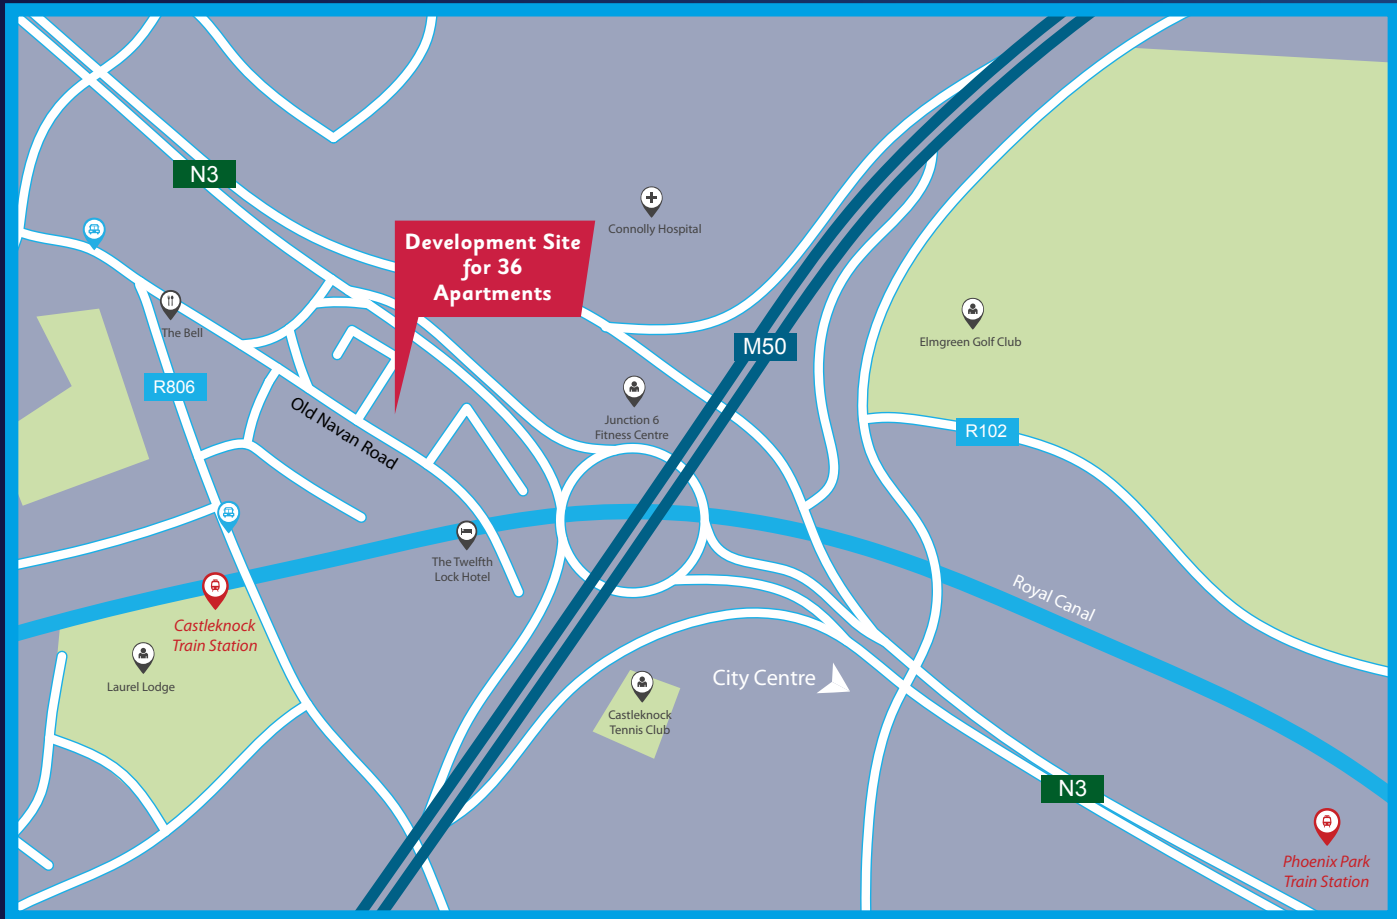 N3
Connolly Hospital
Development Site
for 36
Apartments
The Bell
M50
Elmgreen Golf Club
R806
Junction 6
Fitness Centre
Old Navan Road
R102
The Twelfth
Lock Hotel
Royal Canal
Castleknock
Train Station
Laurel Lodge
City Centre
Castleknock
Tennis Club
N3
Phoenix Park
Train Station